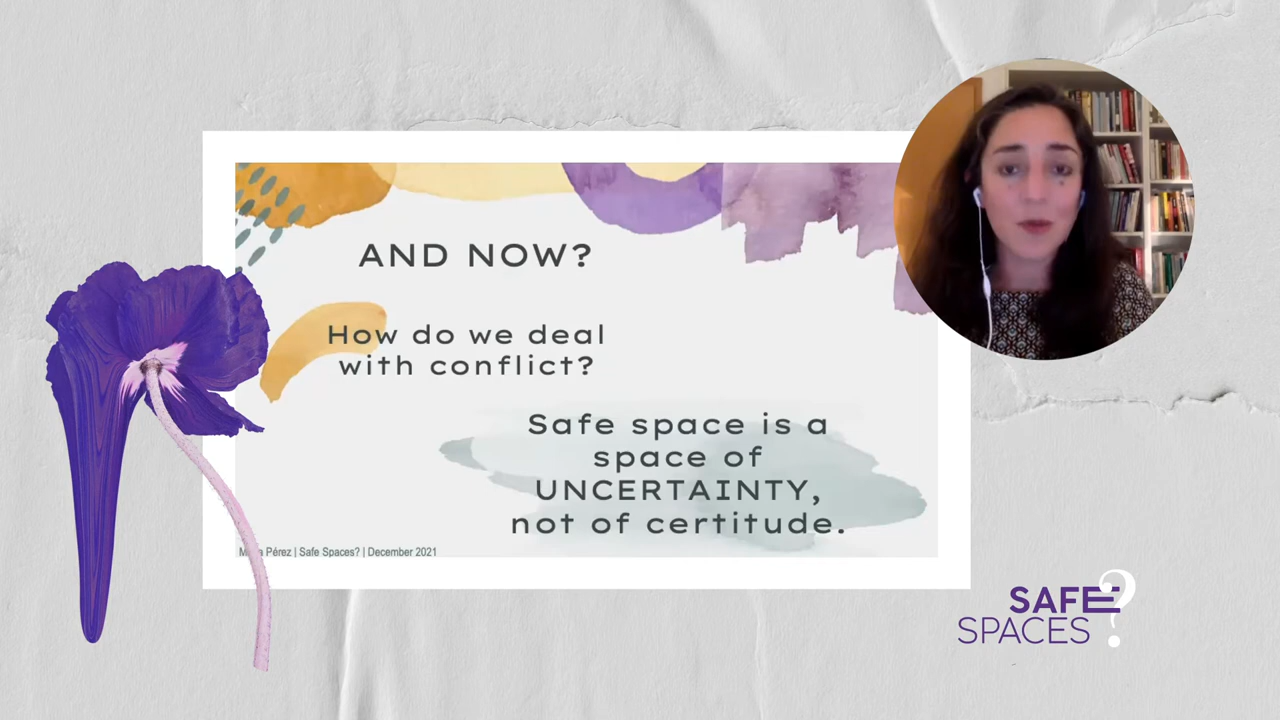 AND NOW?
How do we deal
with conflict?
Safe space is a
space of
UNCERTAINTY,
not of certitude.
Pérez | Safe Spaces? | December 2021
SAFE
SPACES?